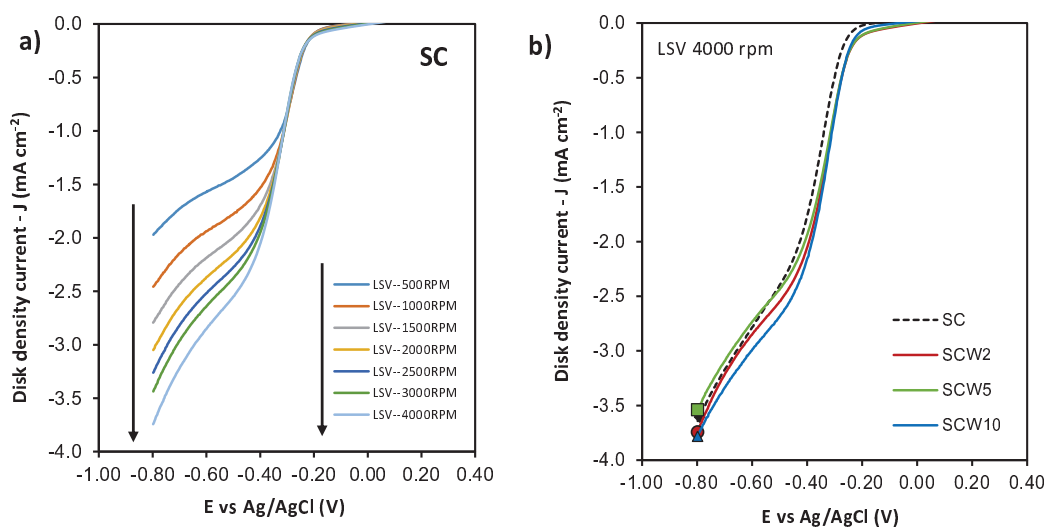 a)
SC
0.0
-0.5
-1.0
-1.5
-2.0
-2.5
-3.0
-3.5
-4.0
Disk density current - J (mA cm-2)
LSV--500RPM
LSV--1000RPM
LSV--1500RPM
LSV--2000RPM
LSV--2500RPM
LSV--3000RPM
LSV--4000RPM
-1.00 -0.80 -0.60 -0.40 -0.20 0.00 0.20 0.40
E vs Ag/AgCl (V)
b)
LSV 4000 rpm
0.0
-0.5
-1.0
-1.5
-2.0
-2.5
-3.0
-3.5
-4.0
Disk density current - J (mA cm-2)
SC
SCW2
SCW5
SCW10
-1.00 -0.80 -0.60 -0.40 -0.20 0.00 0.20 0.40
E vs Ag/AgCl (V)